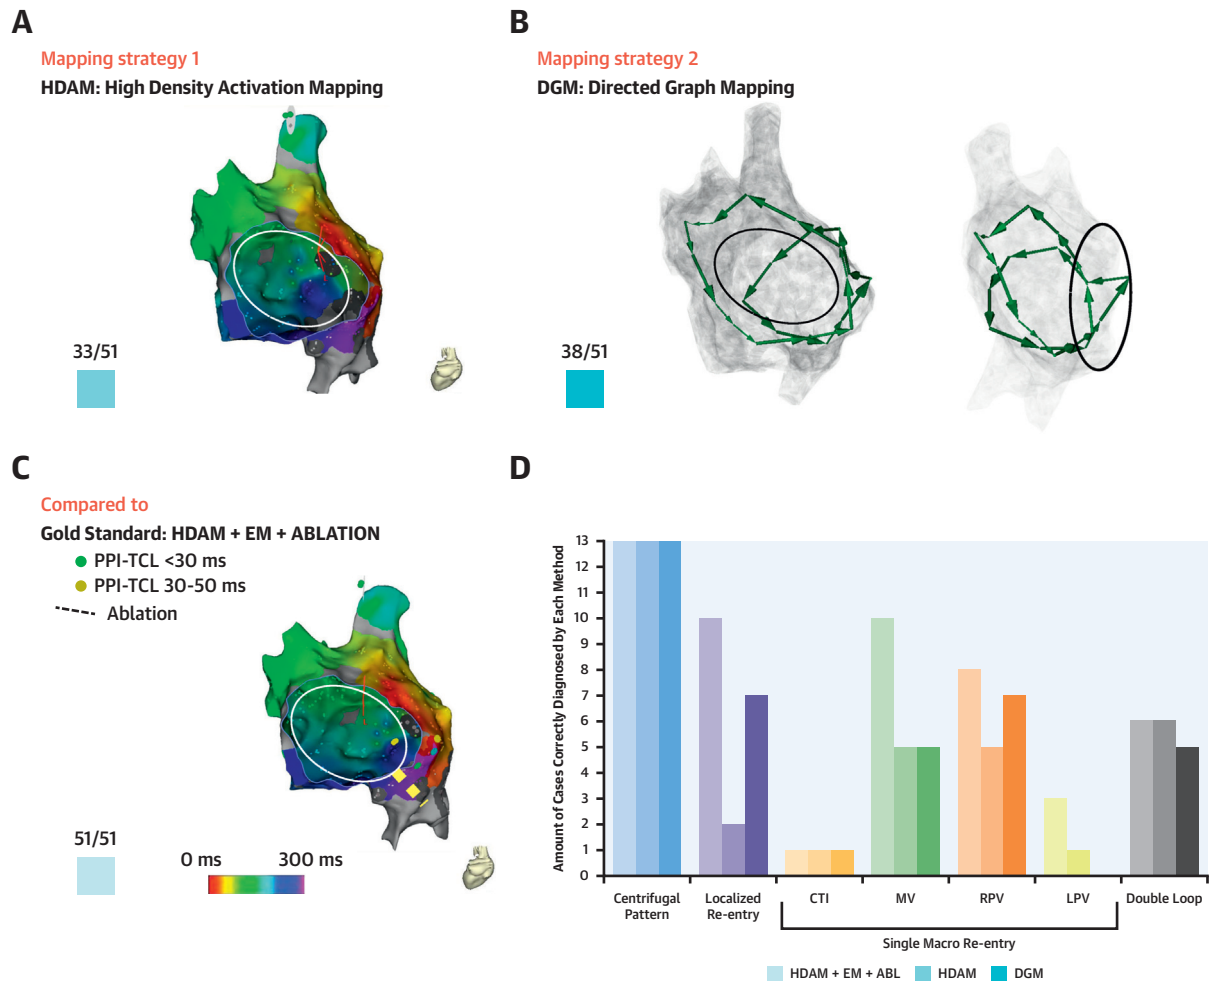 A
Mapping strategy 1
HDAM: High Density Activation Mapping
33/51
B
Mapping strategy 2
DGM: Directed Graph Mapping
38/51
C
Compared to
Gold Standard: HDAM + EM + ABLATION
PPI-TCL <30 ms
PPI-TCL 30-50 ms
Ablation
51/51
0 ms 300 ms
D
Amount of Cases Correctly Diagnosed by Each Method
13
12
11
10
9
8
7
6
5
4
3
2
1
0
Centrifugal
Pattern
Localized
Re-entry
CTI
MV
RPV
LPV
Double Loop
Single Macro Re-entry
HDAM + EM + ABL HDAM DGM